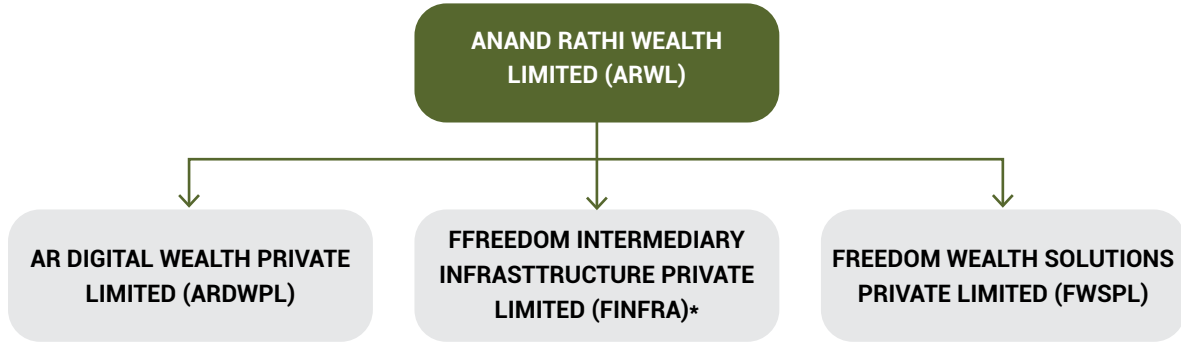 ANAND RATHI WEALTH
LIMITED (ARWL)
AR DIGITAL WEALTH PRIVATE
LIMITED (ARDWPL)
FFREEDOM INTERMEDIARY
INFRASTTRUCTURE PRIVATE
LIMITED (FINFRA)*
FREEDOM WEALTH SOLUTIONS
PRIVATE LIMITED (FWSPL)